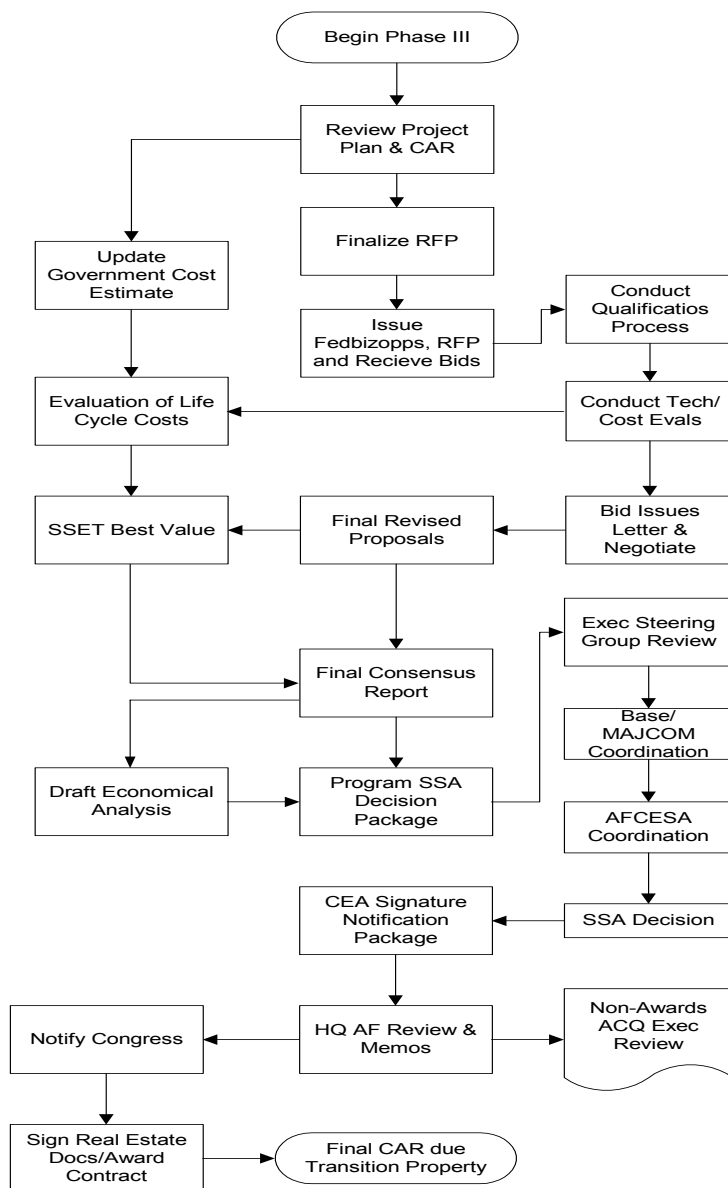 Begin Phase III
Review Project
Plan & CAR
Finalize RFP
Update
Government Cost
Estimate
Issue
Fedbizopps, RFP
and Recieve Bids
Conduct
Qualificatios
Process
Evaluation of Life
Cycle Costs
Conduct Tech/
Cost Evals
SSET Best Value
Final Revised
Proposals
Bid Issues
Letter &
Negotiate
Exec Steering
Group Review
Final Consensus
Report
Base/
MAJCOM
Coordination
Draft Economical
Analysis
Program SSA
Decision
Package
AFCESA
Coordination
CEA Signature
Notification
Package
SSA Decision
Notify Congress
HQ AF Review &
Memos
Non-Awards
ACQ Exec
Review
Sign Real Estate
Docs/Award
Contract
Final CAR due
Transition Property